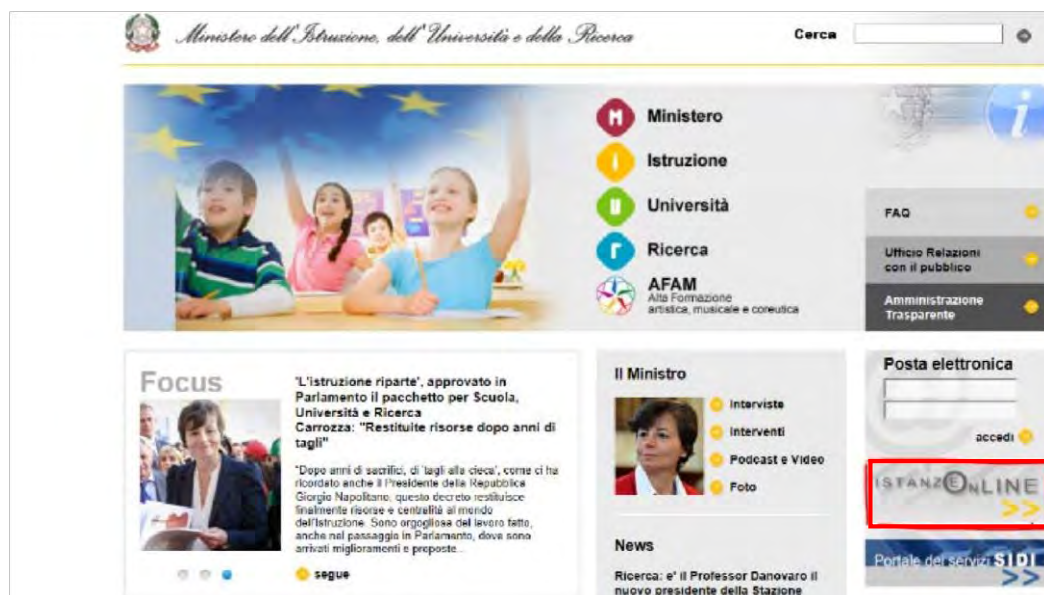 Ministero dell'Istruzione, dell'Università e della Ricerca
Cerca
M Ministero
i Istruzione
U Università
r Ricerca
AFAM
Alta Formazione
artistica, musicale e coreutica
i
FAQ
Ufficio Relazioni
con il pubblico
Amministrazione
Trasparente
Focus
'L'istruzione riparte', approvato in
Parlamento il pacchetto per Scuola,
Università e Ricerca
Carrozza: "Restituite risorse dopo anni di
tagli"
"Dopo anni di sacrifici, di 'tagli alla cieca', come ci ha
ricordato anche il Presidente della Repubblica
Giorgio Napolitano, questo decreto restituisce
finalmente risorse e centralità al mondo
dell'Istruzione. Sono orgogliosa del lavoro fatto,
anche nel passaggio in Parlamento, dove sono
arrivati miglioramenti e proposte...
segue
Il Ministro
Interviste
Interventi
Podcast e Video
Foto
News
Ricerca: e' il Professor Danovaro il
nuovo presidente della Stazione
Posta elettronica
accedi
ISTANZE ONLINE
>>
Portale dei servizi SIDI
>>